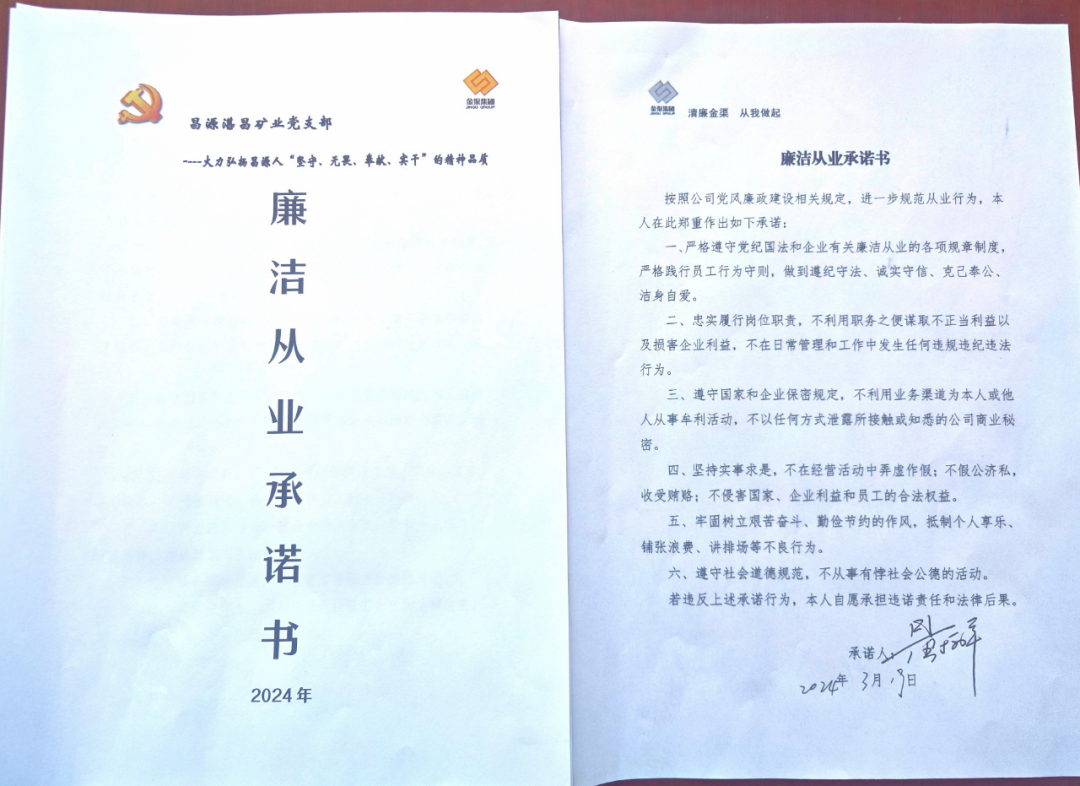 金渠集团
JINQU GROUP
昌源湛昌矿业党支部
----大力弘扬昌源人“坚守、无畏、奉献、实干”的精神品质
廉
洁
从
业
承
诺
书
2024年
金渠集团
JINQU GROUP
清廉金渠 从我做起
廉洁从业承诺书
按照公司党风廉政建设相关规定，进一步规范从业行为，本
人在此郑重作出如下承诺：
一、严格遵守党纪国法和企业有关廉洁从业的各项规章制度，
严格践行员工行为守则，做到遵纪守法、诚实守信、克己奉公、
洁身自爱。
二、忠实履行岗位职责，不利用职务之便谋取不正当利益以
及损害企业利益，不在日常管理和工作中发生任何违规违纪违法
行为。
三、遵守国家和企业保密规定，不利用业务渠道为本人或他
人从事牟利活动，不以任何方式泄露所接触或知悉的公司商业秘
密。
四、坚持实事求是，不在经营活动中弄虚作假；不假公济私，
收受贿赂；不侵害国家、企业利益和员工的合法权益。
五、牢固树立艰苦奋斗、勤俭节约的作风，抵制个人享乐、
铺张浪费、讲排场等不良行为。
六、遵守社会道德规范，不从事有悖社会公德的活动。
若违反上述承诺行为，本人自愿承担违诺责任和法律后果。
承诺人：
2024年 3月 日